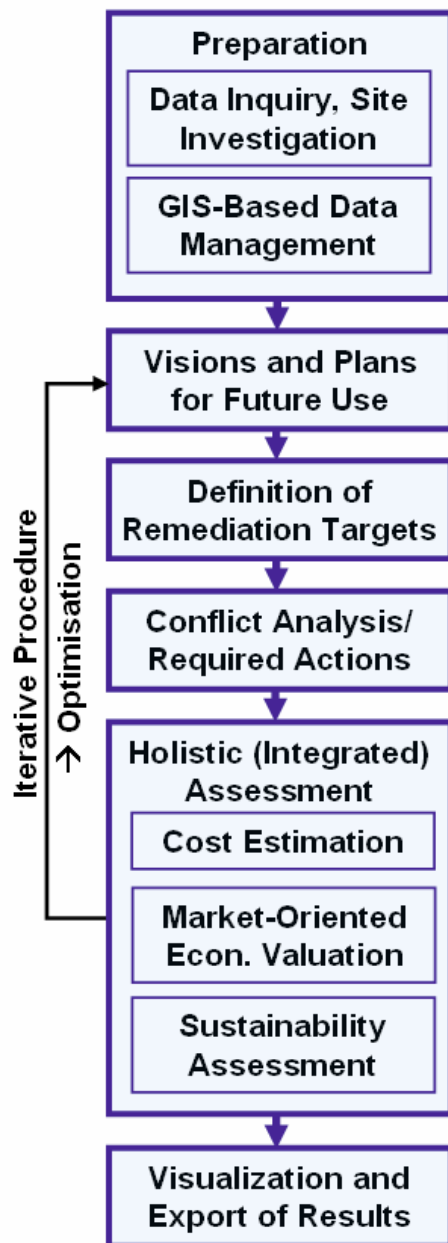 Preparation
Data Inquiry, Site
Investigation
GIS-Based Data
Management
Visions and Plans
for Future Use
Definition of
Remediation Targets
Conflict Analysis/
Required Actions
Holistic (Integrated)
Assessment
Cost Estimation
Market-Oriented
Econ. Valuation
Sustainability
Assessment
Visualization and
Export of Results
Iterative Procedure
→ Optimisation